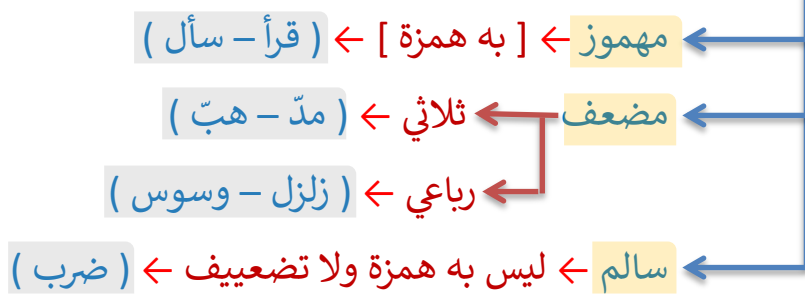 مهموز ← [ به همزة ] ← ( قرأ – سأل )
مضعف ← ثلاثي ← ( مدّ – هبّ )
رباعي ← ( زلزل – وسوس )
سالم ← ليس به همزة ولا تضعييف ← ( ضرب )